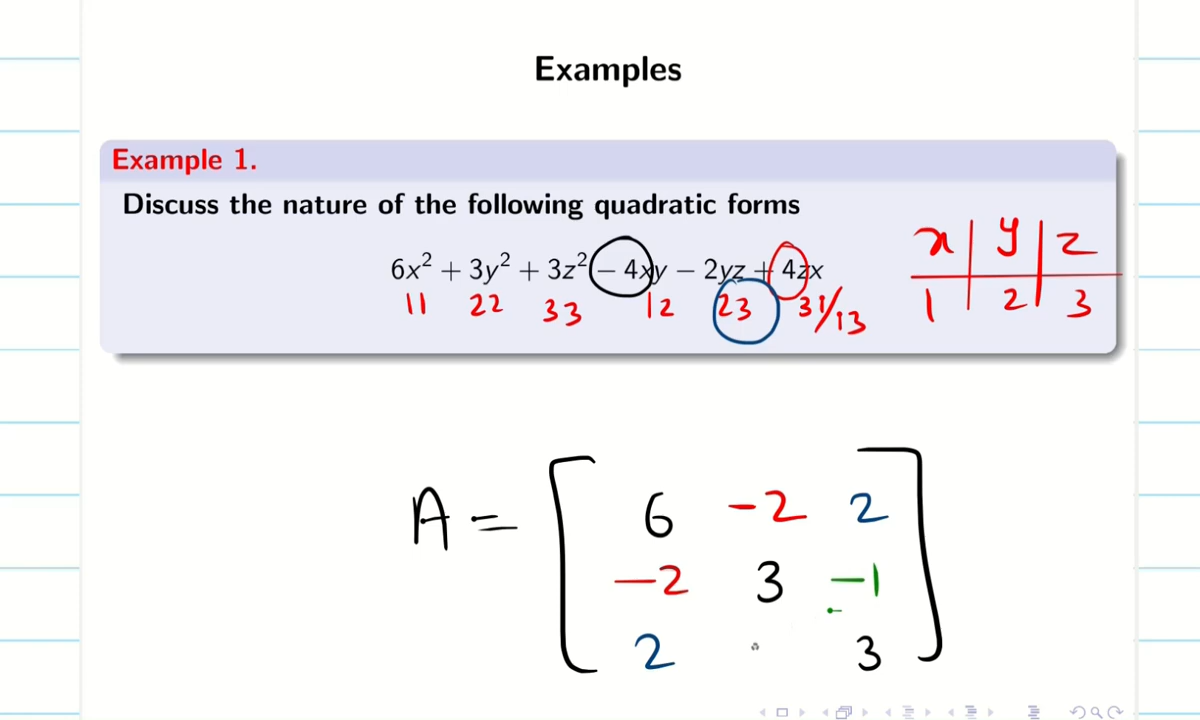 Examples
Example 1.
Discuss the nature of the following quadratic forms
6x² + 3y² + 3z² − 4xy − 2yz + 4zx
11 22 33 12 23 31/13
x | y | z
1 | 2 | 3
A = [ 6 -2 2
-2 3 -1
2 3 ]